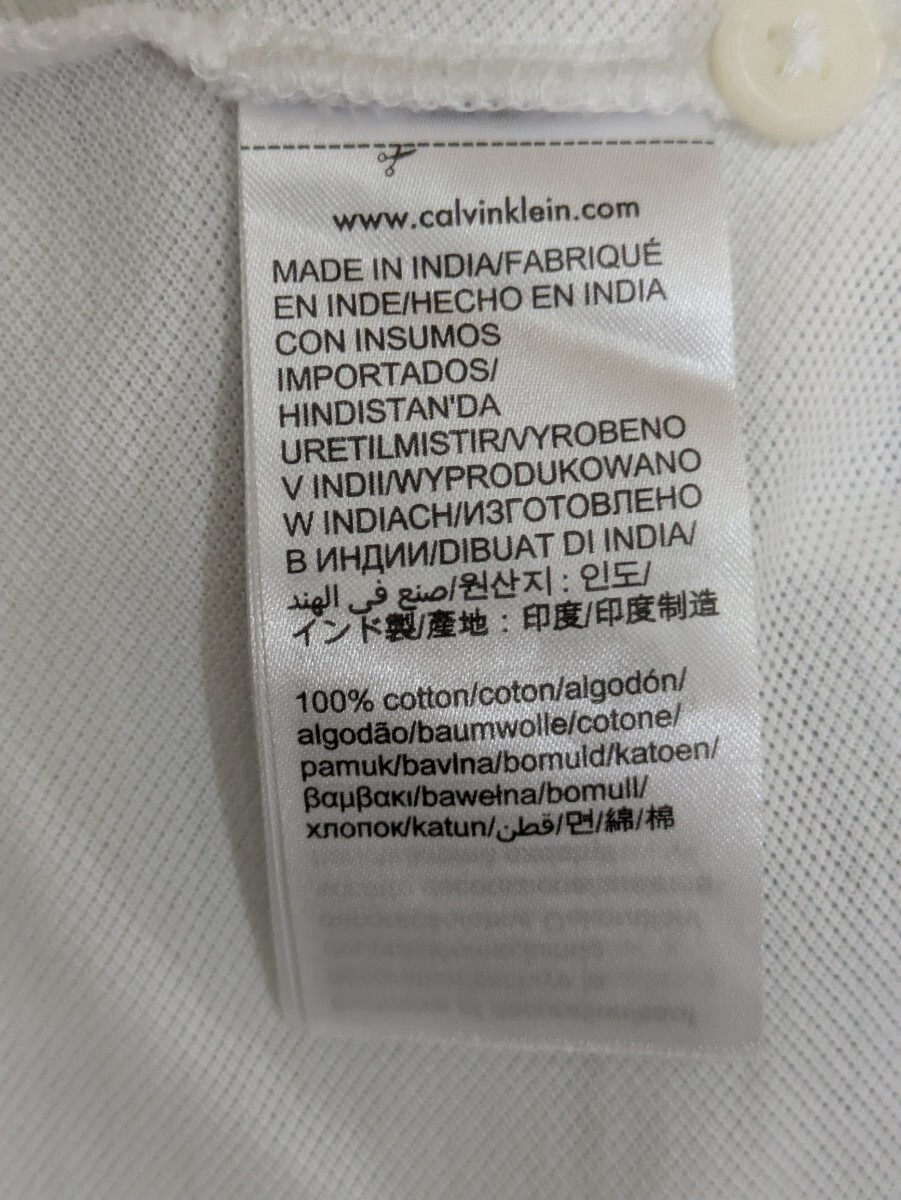 www.calvinklein.com
MADE IN INDIA/FABRIQUÉ
EN INDE/HECHO EN INDIA
CON INSUMOS
IMPORTADOS/
HINDISTAN'DA
URETILMISTIR/VYROBENO
V INDII/WYPRODUKOWANO
W INDIACH/ИЗГОТОВЛЕНО
В ИНДИИ/DIBUAT DI INDIA/
صنع في الهند/원산지 : 인도/
インド製/產地 : 印度/印度制造
100% cotton/coton/algodón/
algodão/baumwolle/cotone/
pamuk/bavlna/bomuld/katoen/
βαμβακι/bawełna/bomull/
хлопок/katun/قطن/면/綿/棉